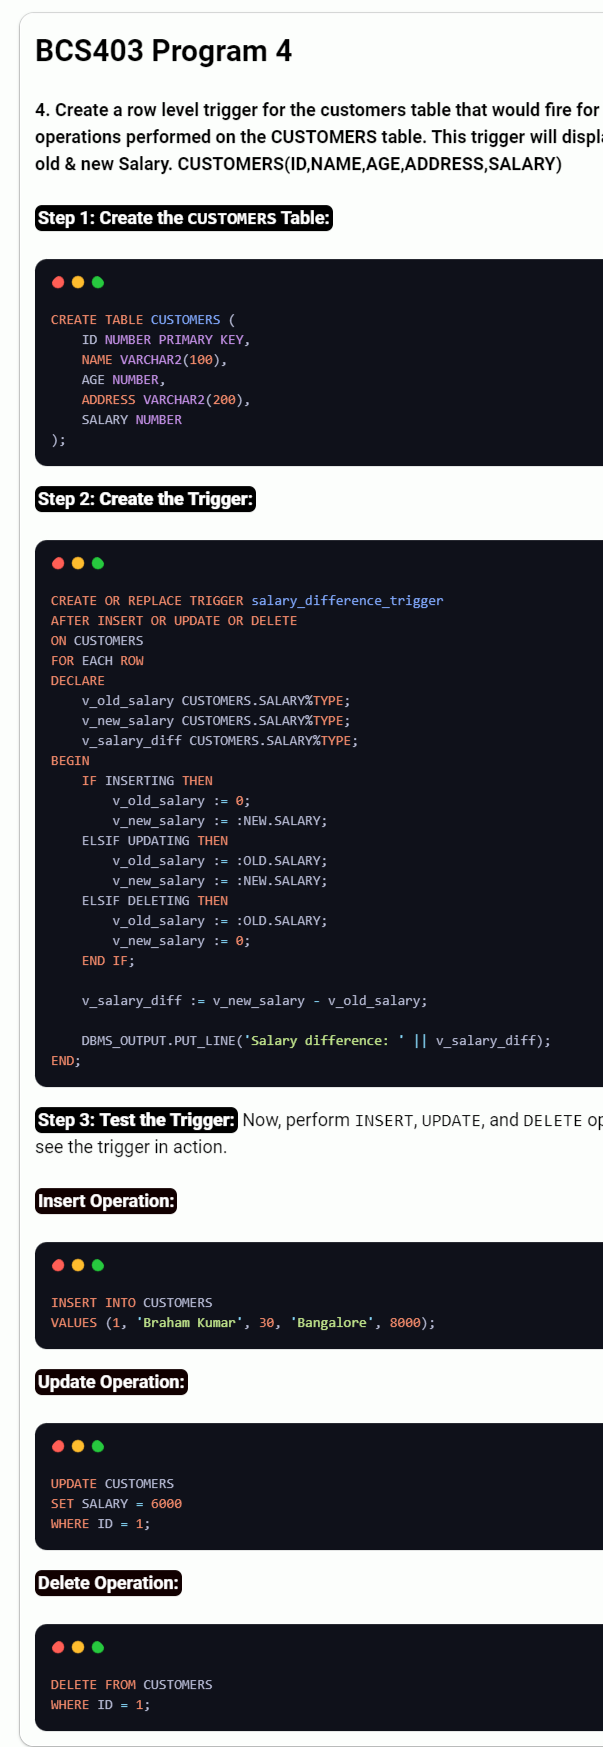 BCS403 Program 4
4. Create a row level trigger for the customers table that would fire for
operations performed on the CUSTOMERS table. This trigger will
old & new Salary. CUSTOMERS(ID,NAME,AGE,ADDRESS,SALARY)
Step 1: Create the CUSTOMERS Table:
CREATE TABLE CUSTOMERS (
    ID NUMBER PRIMARY KEY,
    NAME VARCHAR2(100),
    AGE NUMBER,
    ADDRESS VARCHAR2(200),
    SALARY NUMBER
);
Step 2: Create the Trigger:
CREATE OR REPLACE TRIGGER salary_difference_trigger
AFTER INSERT OR UPDATE OR DELETE
ON CUSTOMERS
FOR EACH ROW
DECLARE
    v_old_salary CUSTOMERS.SALARY%TYPE;
    v_new_salary CUSTOMERS.SALARY%TYPE;
    v_salary_diff CUSTOMERS.SALARY%TYPE;
BEGIN
    IF INSERTING THEN
        v_old_salary := 0;
        v_new_salary := :NEW.SALARY;
    ELSIF UPDATING THEN
        v_old_salary := :OLD.SALARY;
        v_new_salary := :NEW.SALARY;
    ELSIF DELETING THEN
        v_old_salary := :OLD.SALARY;
        v_new_salary := 0;
    END IF;
    v_salary_diff := v_new_salary - v_old_salary;
    DBMS_OUTPUT.PUT_LINE('Salary difference: ' || v_salary_diff);
END;
Step 3: Test the Trigger: Now, perform INSERT, UPDATE, and DELETE
see the trigger in action.
Insert Operation:
INSERT INTO CUSTOMERS
VALUES (1, 'Braham Kumar', 30, 'Bangalore', 8000);
Update Operation:
UPDATE CUSTOMERS
SET SALARY = 6000
WHERE ID = 1;
Delete Operation:
DELETE FROM CUSTOMERS
WHERE ID = 1;